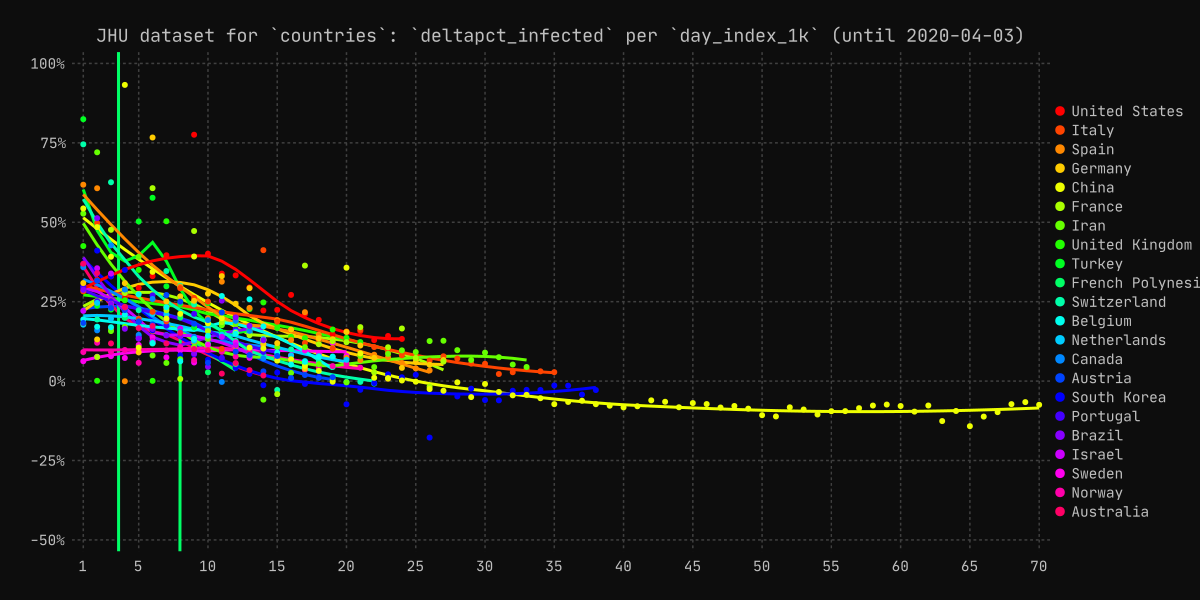 JHU dataset for `countries`: `deltapct_infected` per `day_index_1k` (until 2020-04-03)
100%
75%
50%
25%
0%
-25%
-50%
1 5 10 15 20 25 30 35 40 45 50 55 60 65 70
United States
Italy
Spain
Germany
China
France
Iran
United Kingdom
Turkey
French Polynesi
Switzerland
Belgium
Netherlands
Canada
Austria
South Korea
Portugal
Brazil
Israel
Sweden
Norway
Australia